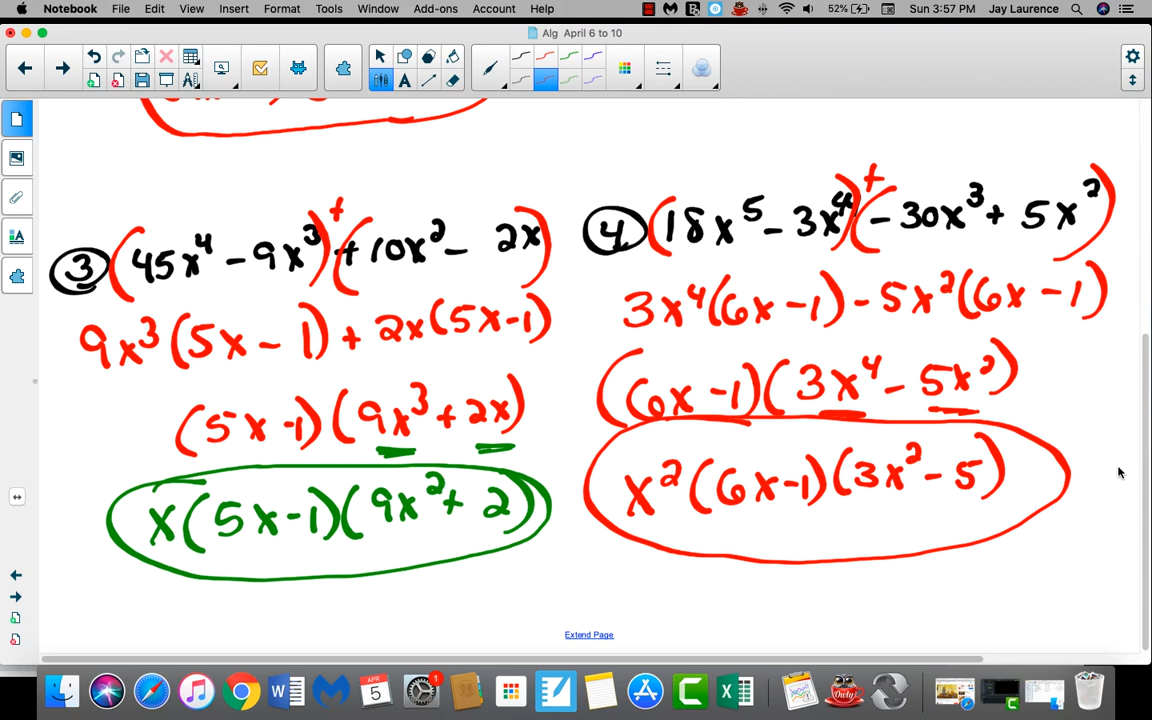 Notebook File Edit View Insert Format Tools Window Add-ons Account Help 52% Sun 3:57 PM Jay Laurence
Alg April 6 to 10
③ (45x⁴ - 9x³) + (+ 10x² - 2x)
9x³(5x - 1) + 2x(5x-1)
(5x-1)(9x³ + 2x)
x(5x-1)(9x² + 2)
④ (18x⁵ - 3x⁴) + (- 30x³ + 5x²)
3x⁴(6x - 1) - 5x²(6x - 1)
(6x - 1)(3x⁴ - 5x²)
x²(6x-1)(3x² - 5)
Extend Page
APR
5
1